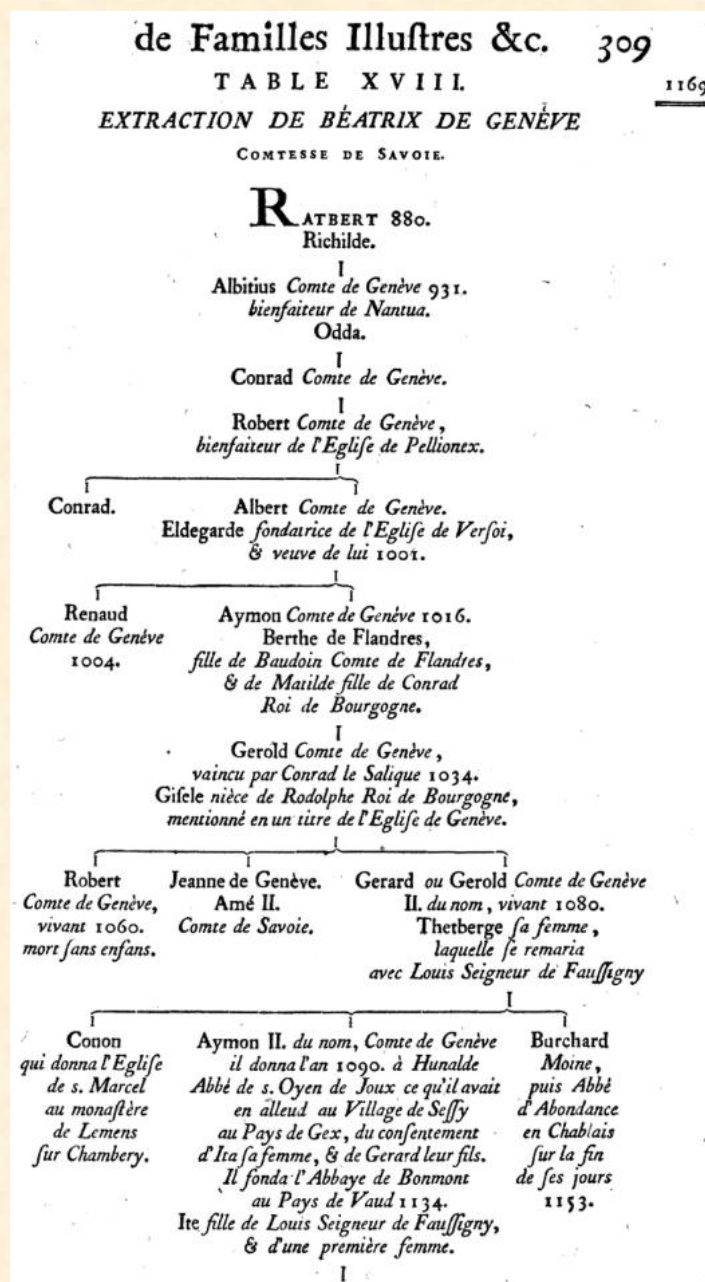 de Familles Illuſtres &c. 309
TABLE XVIII.
1169
EXTRACTION DE BÉATRIX DE GENÈVE
COMTESSE DE SAVOIE.
RATBERT 880.
Richilde.
Albitius Comte de Genève 931.
bienfaiteur de Nantua.
Odda.
Conrad Comte de Genève.
Robert Comte de Genève,
bienfaiteur de l'Egliſe de Pellionex.
Conrad.
Albert Comte de Genève.
Eldegarde fondatrice de l'Egliſe de Verſoi,
& veuve de lui 1001.
Renaud
Comte de Genéve
1004.
Aymon Comte de Genève 1016.
Berthe de Flandres,
fille de Baudoin Comte de Flandres,
& de Matilde fille de Conrad
Roi de Bourgogne.
Gerold Comte de Genève,
vaincu par Conrad le Salique 1034.
Giſele nièce de Rodolphe Roi de Bourgogne,
mentionné en un titre de l'Egliſe de Genève.
Robert
Comte de Genève,
vivant 1060.
mort ſans enfans.
Jeanne de Genève.
Amé II.
Comte de Savoie.
Gerard ou Gerold Comte de Genève
II. du nom, vivant 1080.
Thetberge ſa femme,
laquelle ſe remaria
avec Louis Seigneur de Fauſſigny
Conon
qui donna l'Egliſe
de s. Marcel
au monaſtère
de Lemens
ſur Chambery.
Aymon II. du nom, Comte de Genève
il donna l'an 1090. à Hunalde
Abbé de s. Oyen de Joux ce qu'il avait
en alleud au Village de Seſſy
au Pays de Gex, du conſentement
d'Ita ſa femme, & de Gerard leur fils.
Il fonda l'Abbaye de Bonmont
au Pays de Vaud 1134.
Ite fille de Louis Seigneur de Fauſſigny,
& d'une première femme.
Burchard
Moine,
puis Abbé
d'Abondance
en Chablais
ſur la fin
de ſes jours
1153.